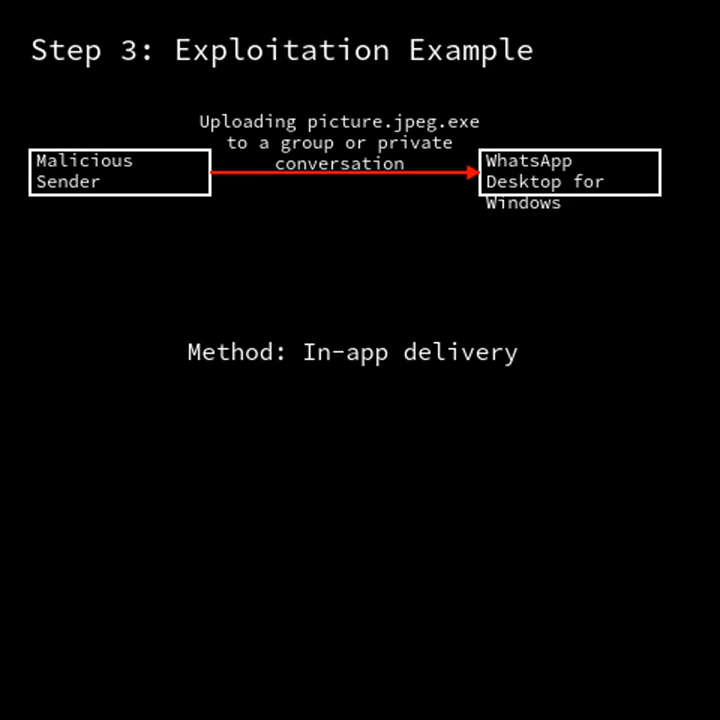 Step 3: Exploitation Example
Uploading picture.jpeg.exe
to a group or private
conversation
Malicious
Sender
WhatsApp
Desktop for
Windows
Method: In-app delivery